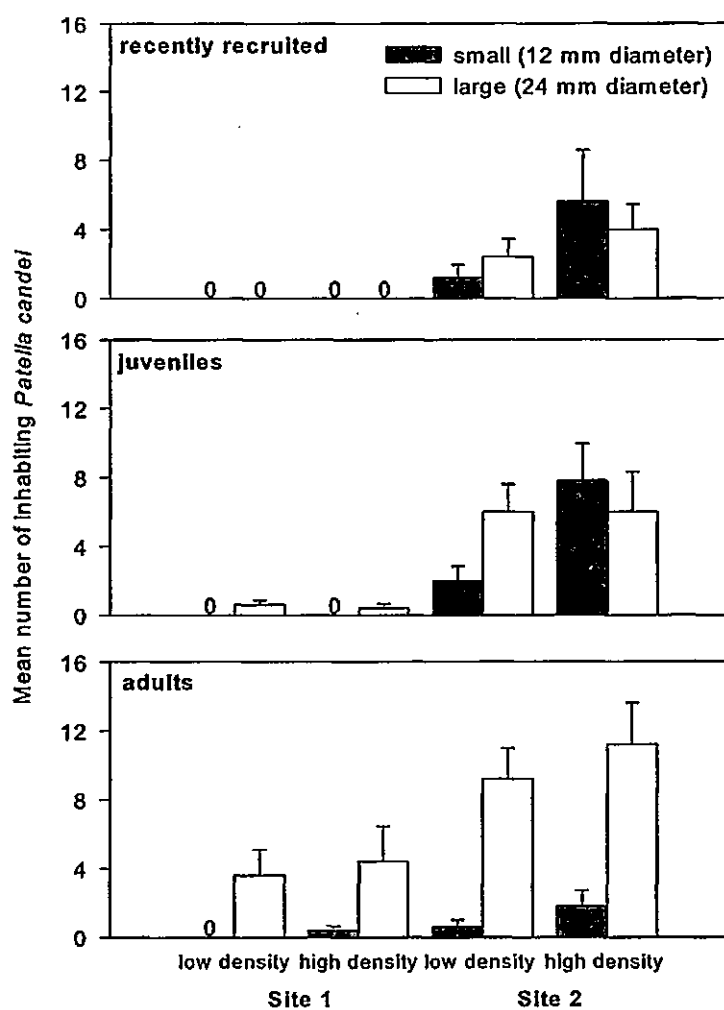 Mean number of inhabiting Patella candei
16
12
8
4
0
recently recruited
small (12 mm diameter)
large (24 mm diameter)
0 0 0 0
16
12
8
4
0
juveniles
0 0
16
12
8
4
0
adults
0
low density high density low density high density
Site 1 Site 2